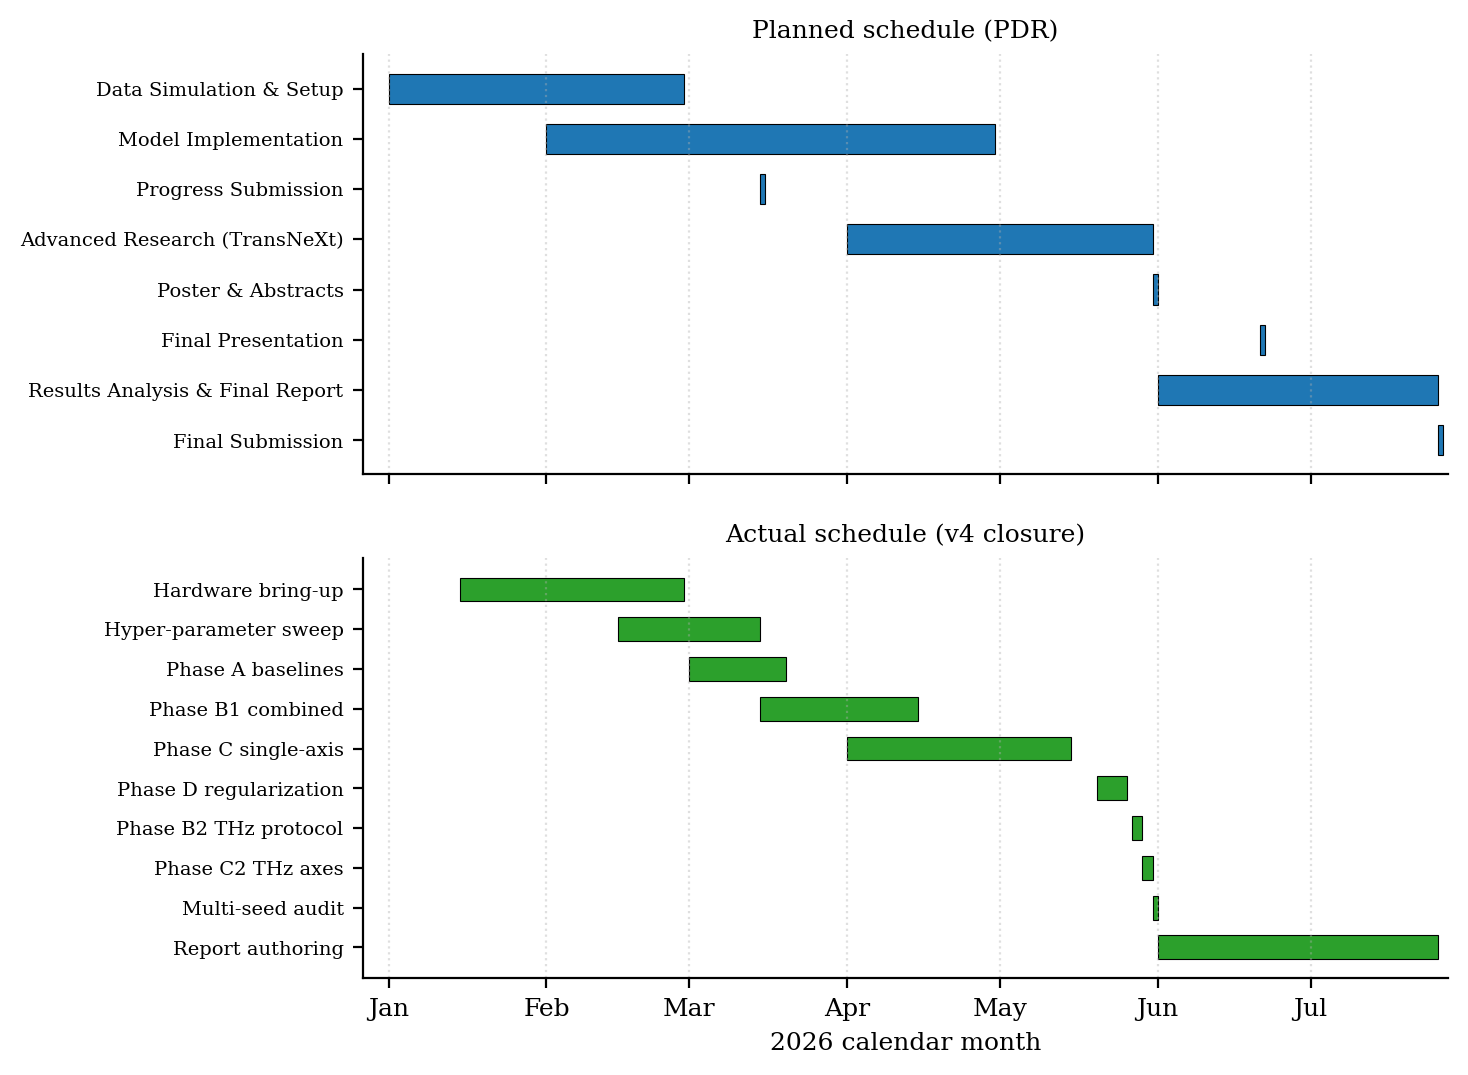 Planned schedule (PDR)
Data Simulation & Setup
Model Implementation
Progress Submission
Advanced Research (TransNeXt)
Poster & Abstracts
Final Presentation
Results Analysis & Final Report
Final Submission
Actual schedule (v4 closure)
Hardware bring-up
Hyper-parameter sweep
Phase A baselines
Phase B1 combined
Phase C single-axis
Phase D regularization
Phase B2 THz protocol
Phase C2 THz axes
Multi-seed audit
Report authoring
Jan Feb Mar Apr May Jun Jul
2026 calendar month